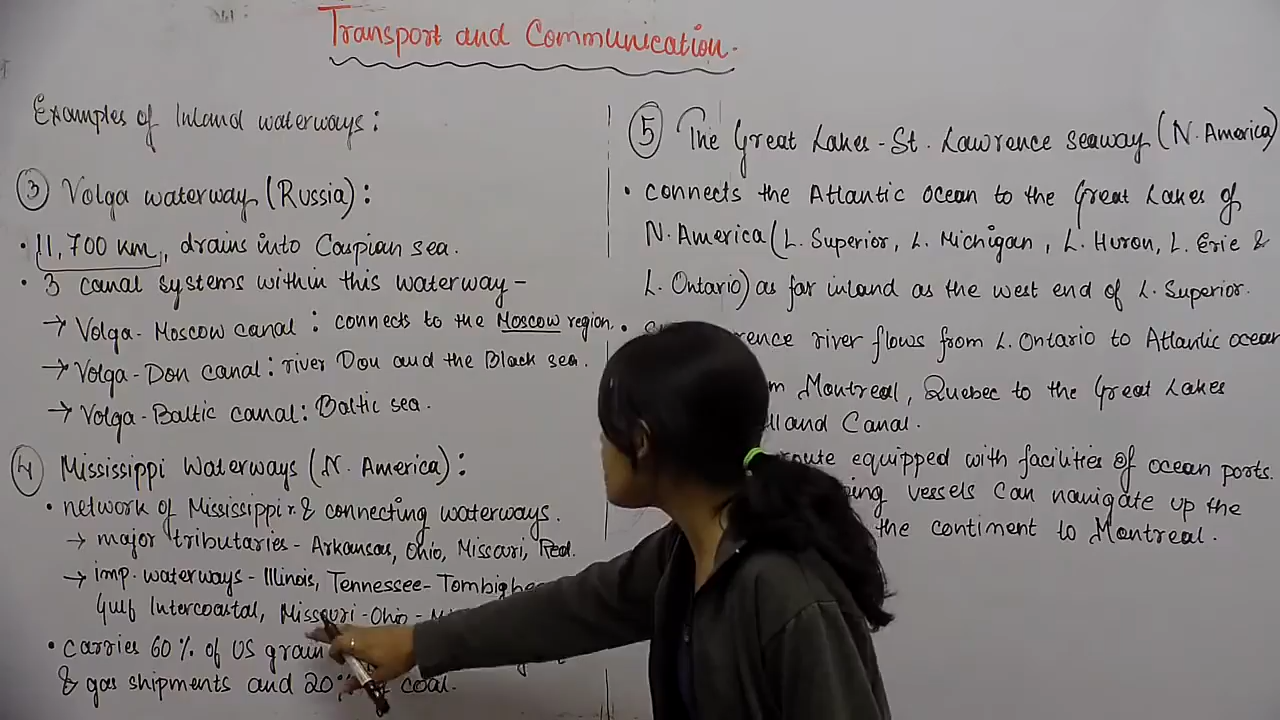 Transport and Communication.
Examples of Inland waterways:
③ Volga waterway (Russia):
• 11,700 km, drains into Caspian sea.
• 3 canal systems within this waterway -
→ Volga-Moscow canal: connects to the Moscow region.
→ Volga-Don canal: river Don and the Black sea.
→ Volga-Baltic canal: Baltic sea.
④ Mississippi Waterways (N. America):
• network of Mississippi r. & connecting waterways.
→ major tributaries - Arkansas, Ohio, Missouri, Red.
→ imp. waterways - Illinois, Tennessee-Tombigbee
Gulf Intercoastal, Missouri-Ohio-
• carries 60% of US grain
& gas shipments and 20% coal.
⑤ The Great Lakes - St. Lawrence seaway (N. America)
• connects the Atlantic ocean to the Great Lakes of
N. America (L. Superior, L. Michigan, L. Huron, L. Erie &
L. Ontario) as far inland as the west end of L. Superior.
• river flows from L. Ontario to Atlantic ocean
Montreal, Quebec to the Great Lakes
Canal.
route equipped with facilities of ocean ports.
vessels can navigate up the
the continent to Montreal.